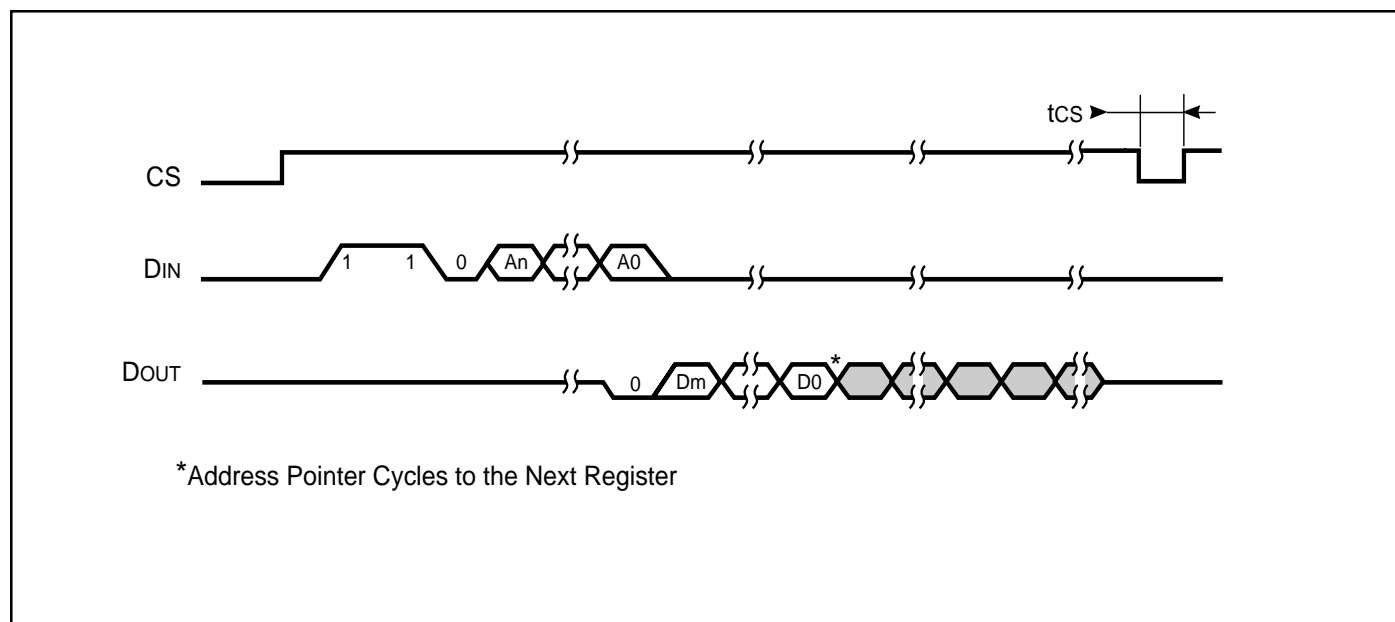 tCS
CS
DIN
1 1 0 An A0
DOUT
0 Dm D0 *
*Address Pointer Cycles to the Next Register